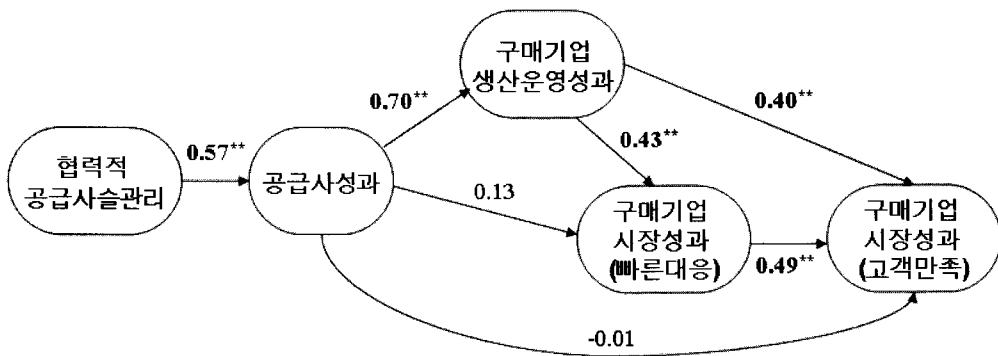 구매기업
생산운영성과
0.70**
0.40**
0.57**
0.43**
협력적
공급사슬관리
공급사성과
0.13
구매기업
시장성과
(빠른대응)
구매기업
시장성과
(고객만족)
0.49**
-0.01